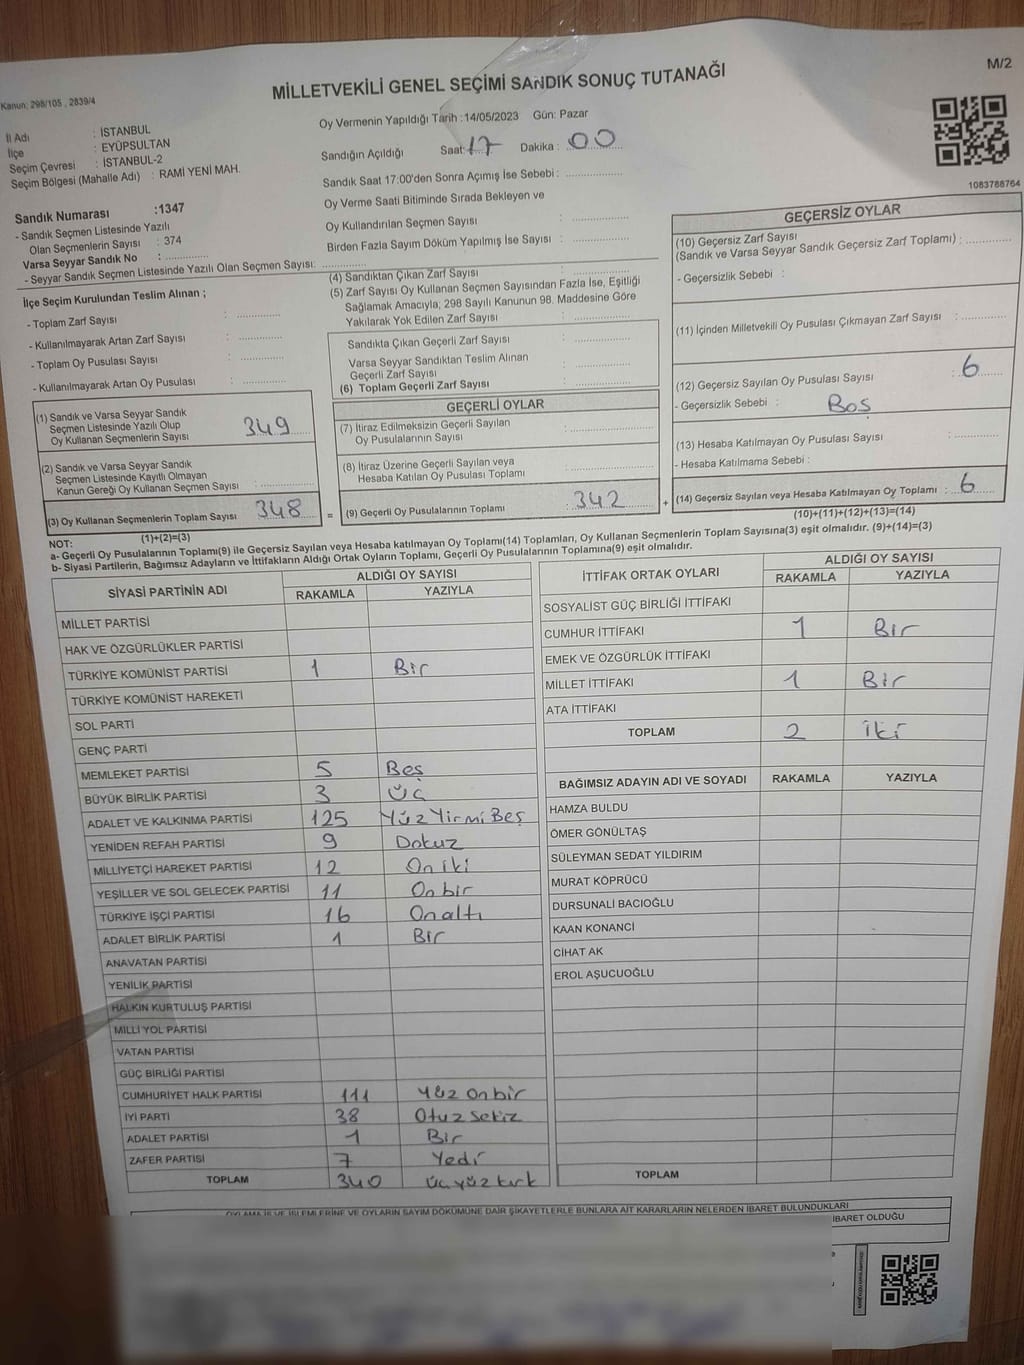 M/2
Kanun: 298/105 , 2839/4
MİLLETVEKİLİ GENEL SEÇİMİ SANDIK SONUÇ TUTANAĞI
İl Adı : İSTANBUL
İlçe : EYÜPSULTAN
Seçim Çevresi : İSTANBUL-2
Seçim Bölgesi (Mahalle Adı) : RAMİ YENİ MAH.
Sandık Numarası :1347
- Sandık Seçmen Listesinde Yazılı
Olan Seçmenlerin Sayısı : 374
Varsa Seyyar Sandık No :
- Seyyar Sandık Seçmen Listesinde Yazılı Olan Seçmen Sayısı:
Oy Vermenin Yapıldığı Tarih :14/05/2023 Gün: Pazar
Sandığın Açıldığı Saat: 17 Dakika : 00
Sandık Saat 17:00'den Sonra Açımış İse Sebebi :
Oy Verme Saati Bitiminde Sırada Bekleyen ve
Oy Kullandırılan Seçmen Sayısı :
Birden Fazla Sayım Döküm Yapılmış İse Sayısı :
1083788764
İlçe Seçim Kurulundan Teslim Alınan ;
- Toplam Zarf Sayısı :
- Kullanılmayarak Artan Zarf Sayısı :
- Toplam Oy Pusulası Sayısı :
- Kullanılmayarak Artan Oy Pusulası :
(4) Sandıktan Çıkan Zarf Sayısı :
(5) Zarf Sayısı Oy Kullanan Seçmen Sayısından Fazla İse, Eşitliği
Sağlamak Amacıyla; 298 Sayılı Kanunun 98. Maddesine Göre
Yakılarak Yok Edilen Zarf Sayısı :
Sandıkta Çıkan Geçerli Zarf Sayısı :
Varsa Seyyar Sandıktan Teslim Alınan
Geçerli Zarf Sayısı :
(6) Toplam Geçerli Zarf Sayısı :
GEÇERSİZ OYLAR
(10) Geçersiz Zarf Sayısı
(Sandık ve Varsa Seyyar Sandık Geçersiz Zarf Toplamı) :
- Geçersizlik Sebebi :
(11) İçinden Milletvekili Oy Pusulası Çıkmayan Zarf Sayısı :
(12) Geçersiz Sayılan Oy Pusulası Sayısı : 6
- Geçersizlik Sebebi : Boş
(13) Hesaba Katılmayan Oy Pusulası Sayısı :
- Hesaba Katılmama Sebebi :
(14) Geçersiz Sayılan veya Hesaba Katılmayan Oy Toplamı : 6
(10)+(11)+(12)+(13)=(14)
(1) Sandık ve Varsa Seyyar Sandık
Seçmen Listesinde Yazılı Olup
Oy Kullanan Seçmenlerin Sayısı 349
(2) Sandık ve Varsa Seyyar Sandık
Seçmen Listesinde Kayıtlı Olmayan
Kanun Gereği Oy Kullanan Seçmen Sayısı :
(3) Oy Kullanan Seçmenlerin Toplam Sayısı 348
(1)+(2)=(3)
=
GEÇERLİ OYLAR
(7) İtiraz Edilmeksizin Geçerli Sayılan
Oy Pusulalarının Sayısı :
(8) İtiraz Üzerine Geçerli Sayılan veya
Hesaba Katılan Oy Pusulası Toplamı :
(9) Geçerli Oy Pusulalarının Toplamı : 342
+
NOT:
a- Geçerli Oy Pusulalarının Toplamı(9) ile Geçersiz Sayılan veya Hesaba katılmayan Oy Toplamı(14) Toplamları, Oy Kullanan Seçmenlerin Toplam Sayısına(3) eşit olmalıdır. (9)+(14)=(3)
b- Siyasi Partilerin, Bağımsız Adayların ve İttifakların Aldığı Ortak Oyların Toplamı, Geçerli Oy Pusulalarının Toplamına(9) eşit olmalıdır.
SİYASİ PARTİNİN ADI ALDIĞI OY SAYISI
RAKAMLA YAZIYLA
MİLLET PARTİSİ
HAK VE ÖZGÜRLÜKLER PARTİSİ
TÜRKİYE KOMÜNİST PARTİSİ 1 Bir
TÜRKİYE KOMÜNİST HAREKETİ
SOL PARTİ
GENÇ PARTİ
MEMLEKET PARTİSİ 5 Beş
BÜYÜK BİRLİK PARTİSİ 3 Üç
ADALET VE KALKINMA PARTİSİ 125 Yüz Yirmi Beş
YENİDEN REFAH PARTİSİ 9 Dokuz
MİLLİYETÇİ HAREKET PARTİSİ 12 On iki
YEŞİLLER VE SOL GELECEK PARTİSİ 11 On bir
TÜRKİYE İŞÇİ PARTİSİ 16 On altı
ADALET BİRLİK PARTİSİ 1 Bir
ANAVATAN PARTİSİ
YENİLİK PARTİSİ
HALKIN KURTULUŞ PARTİSİ
MİLLİ YOL PARTİSİ
VATAN PARTİSİ
GÜÇ BİRLİĞİ PARTİSİ
CUMHURİYET HALK PARTİSİ 111 Yüz on bir
İYİ PARTİ 38 Otuz sekiz
ADALET PARTİSİ 1 Bir
ZAFER PARTİSİ 7 Yedi
TOPLAM 340 üç yüz kırk
İTTİFAK ORTAK OYLARI ALDIĞI OY SAYISI
RAKAMLA YAZIYLA
SOSYALİST GÜÇ BİRLİĞİ İTTİFAKI
CUMHUR İTTİFAKI 1 Bir
EMEK VE ÖZGÜRLÜK İTTİFAKI
MİLLET İTTİFAKI 1 Bir
ATA İTTİFAKI
TOPLAM 2 iki
BAĞIMSIZ ADAYIN ADI VE SOYADI RAKAMLA YAZIYLA
HAMZA BULDU
ÖMER GÖNÜLTAŞ
SÜLEYMAN SEDAT YILDIRIM
MURAT KÖPRÜCÜ
DURSUNALİ BACIOĞLU
KAAN KONANCİ
CİHAT AK
EROL AŞUCUOĞLU
TOPLAM
OYLAMA İŞ VE İŞLEMLERİNE VE OYLARIN SAYIM DÖKÜMÜNE DAİR ŞİKAYETLERLE BUNLARA AİT KARARLARIN NELERDEN İBARET BULUNDUKLARI
İBARET OLDUĞU